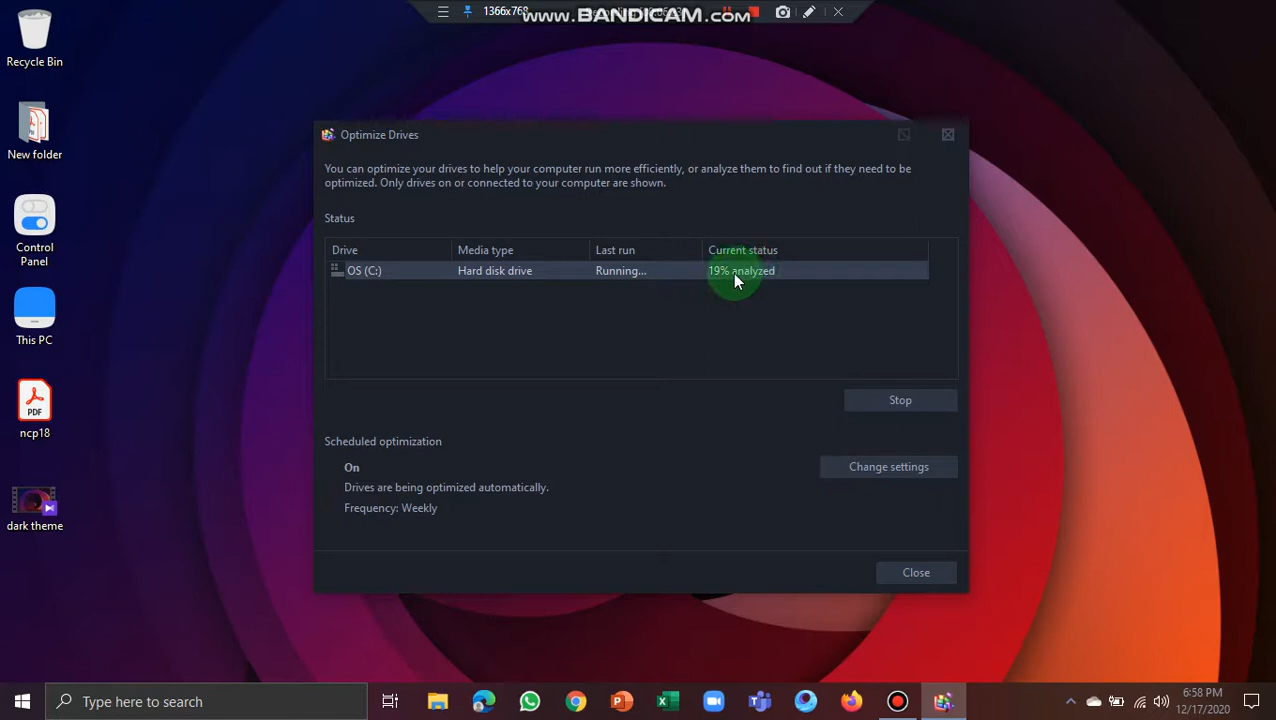 1366x768
www.BANDICAM.com
Recycle Bin
New folder
Control
Panel
This PC
PDF
ncp18
dark theme
Optimize Drives
You can optimize your drives to help your computer run more efficiently, or analyze them to find out if they need to be
optimized. Only drives on or connected to your computer are shown.
Status
Drive Media type Last run Current status
OS (C:) Hard disk drive Running... 19% analyzed
Stop
Scheduled optimization
On
Change settings
Drives are being optimized automatically.
Frequency: Weekly
Close
Type here to search
6:58 PM
12/17/2020